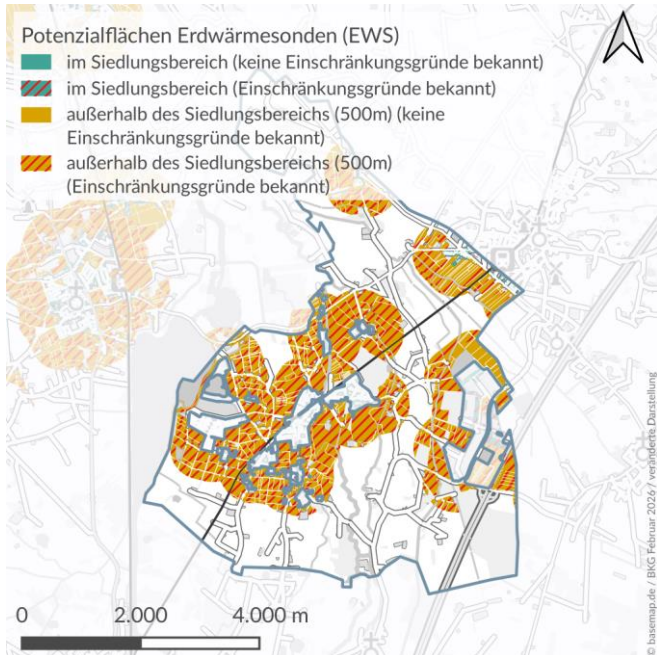 Potenzialflächen Erdwärmesonden (EWS)
im Siedlungsbereich (keine Einschränkungsgründe bekannt)
im Siedlungsbereich (Einschränkungsgründe bekannt)
außerhalb des Siedlungsbereichs (500m) (keine
Einschränkungsgründe bekannt)
außerhalb des Siedlungsbereichs (500m)
(Einschränkungsgründe bekannt)
0 2.000 4.000 m
© basemap.de / BKG Februar 2026 / veränderte Darstellung